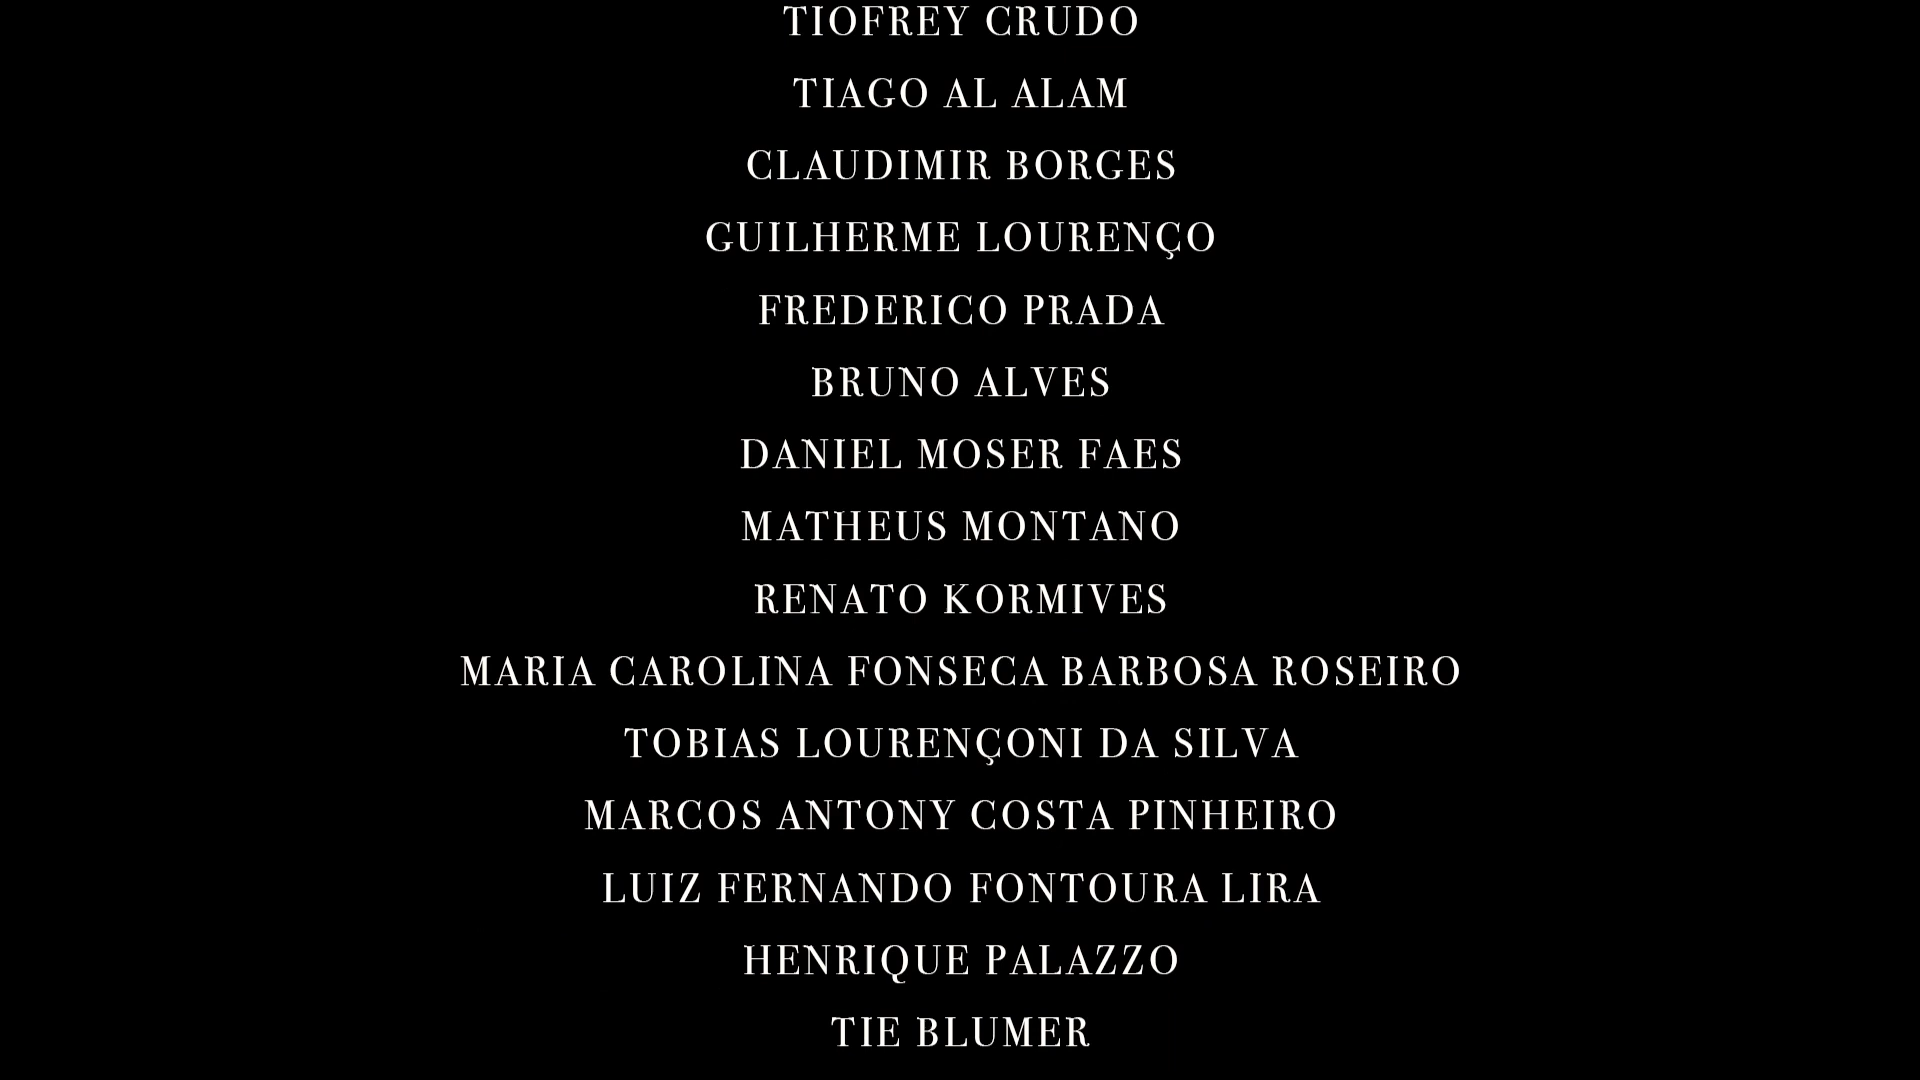 TIOFREY CRUDO
TIAGO AL ALAM
CLAUDIMIR BORGES
GUILHERME LOURENÇO
FREDERICO PRADA
BRUNO ALVES
DANIEL MOSER FAES
MATHEUS MONTANO
RENATO KORMIVES
MARIA CAROLINA FONSECA BARBOSA ROSEIRO
TOBIAS LOURENÇONI DA SILVA
MARCOS ANTONY COSTA PINHEIRO
LUIZ FERNANDO FONTOURA LIRA
HENRIQUE PALAZZO
TIE BLUMER